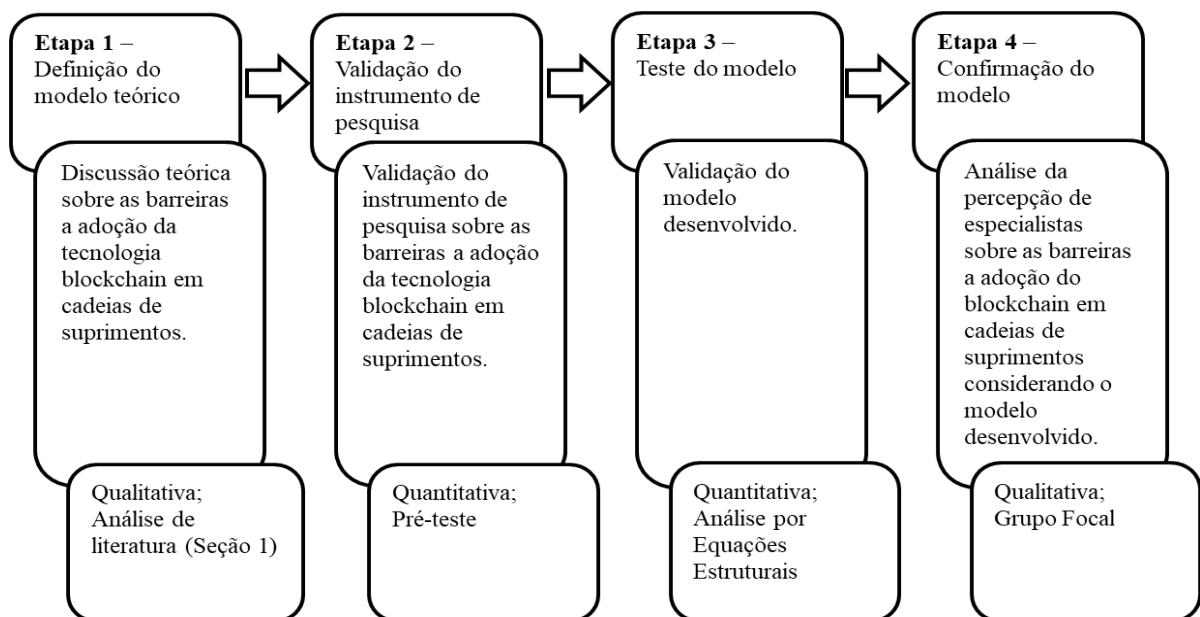 Etapa 1 –
Definição do
modelo teórico
Discussão teórica
sobre as barreiras
a adoção da
tecnologia
blockchain em
cadeias de
suprimentos.
Qualitativa;
Análise de
literatura (Seção 1)
Etapa 2 –
Validação do
instrumento de
pesquisa
Validação do
instrumento de
pesquisa sobre as
barreiras a adoção
da tecnologia
blockchain em
cadeias de
suprimentos.
Quantitativa;
Pré-teste
Etapa 3 –
Teste do modelo
Validação do
modelo
desenvolvido.
Quantitativa;
Análise por
Equações
Estruturais
Etapa 4 –
Confirmação do
modelo
Análise da
percepção de
especialistas
sobre as barreiras
a adoção do
blockchain em
cadeias de
suprimentos
considerando o
modelo
desenvolvido.
Qualitativa;
Grupo Focal